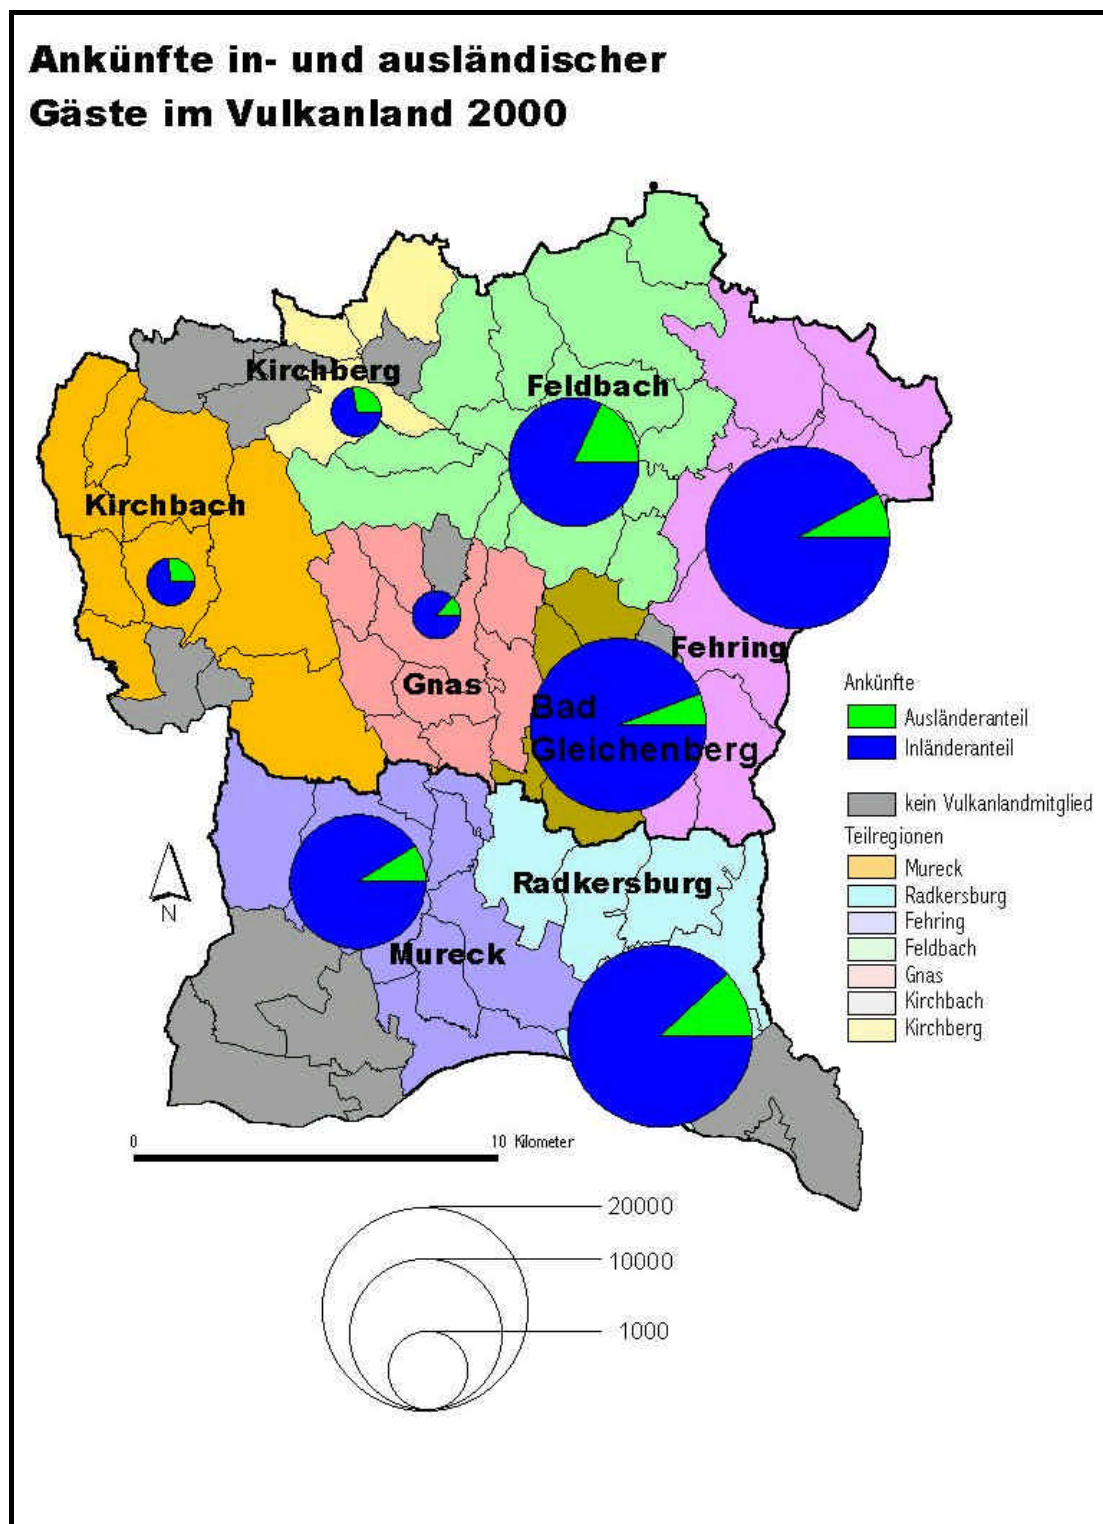 Ankünfte in- und ausländischer
Gäste im Vulkanland 2000
Kirchberg
Feldbach
Kirchbach
Fehring
Gnas
Bad
Gleichenberg
Radkersburg
Mureck
N
Ankünfte
Ausländeranteil
Inländeranteil
kein Vulkanlandmitglied
Teilregionen
Mureck
Radkersburg
Fehring
Feldbach
Gnas
Kirchbach
Kirchberg
0
10 Kilometer
20000
10000
1000